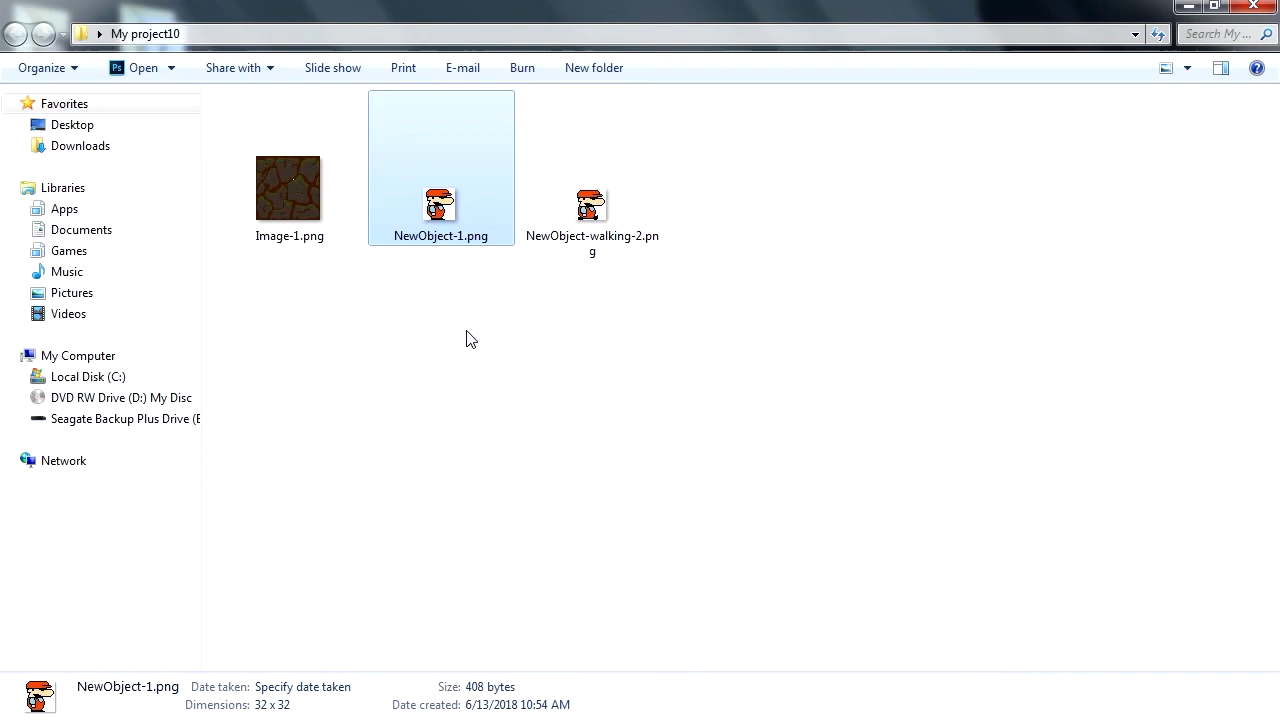 My project10
Search My ...
Organize
Ps Open
Share with
Slide show
Print
E-mail
Burn
New folder
Favorites
Desktop
Downloads
Libraries
Apps
Documents
Games
Music
Pictures
Videos
My Computer
Local Disk (C:)
DVD RW Drive (D:) My Disc
Seagate Backup Plus Drive (E
Network
Image-1.png
NewObject-1.png
NewObject-walking-2.pn
g
NewObject-1.png
Date taken: Specify date taken
Size: 408 bytes
Dimensions: 32 x 32
Date created: 6/13/2018 10:54 AM